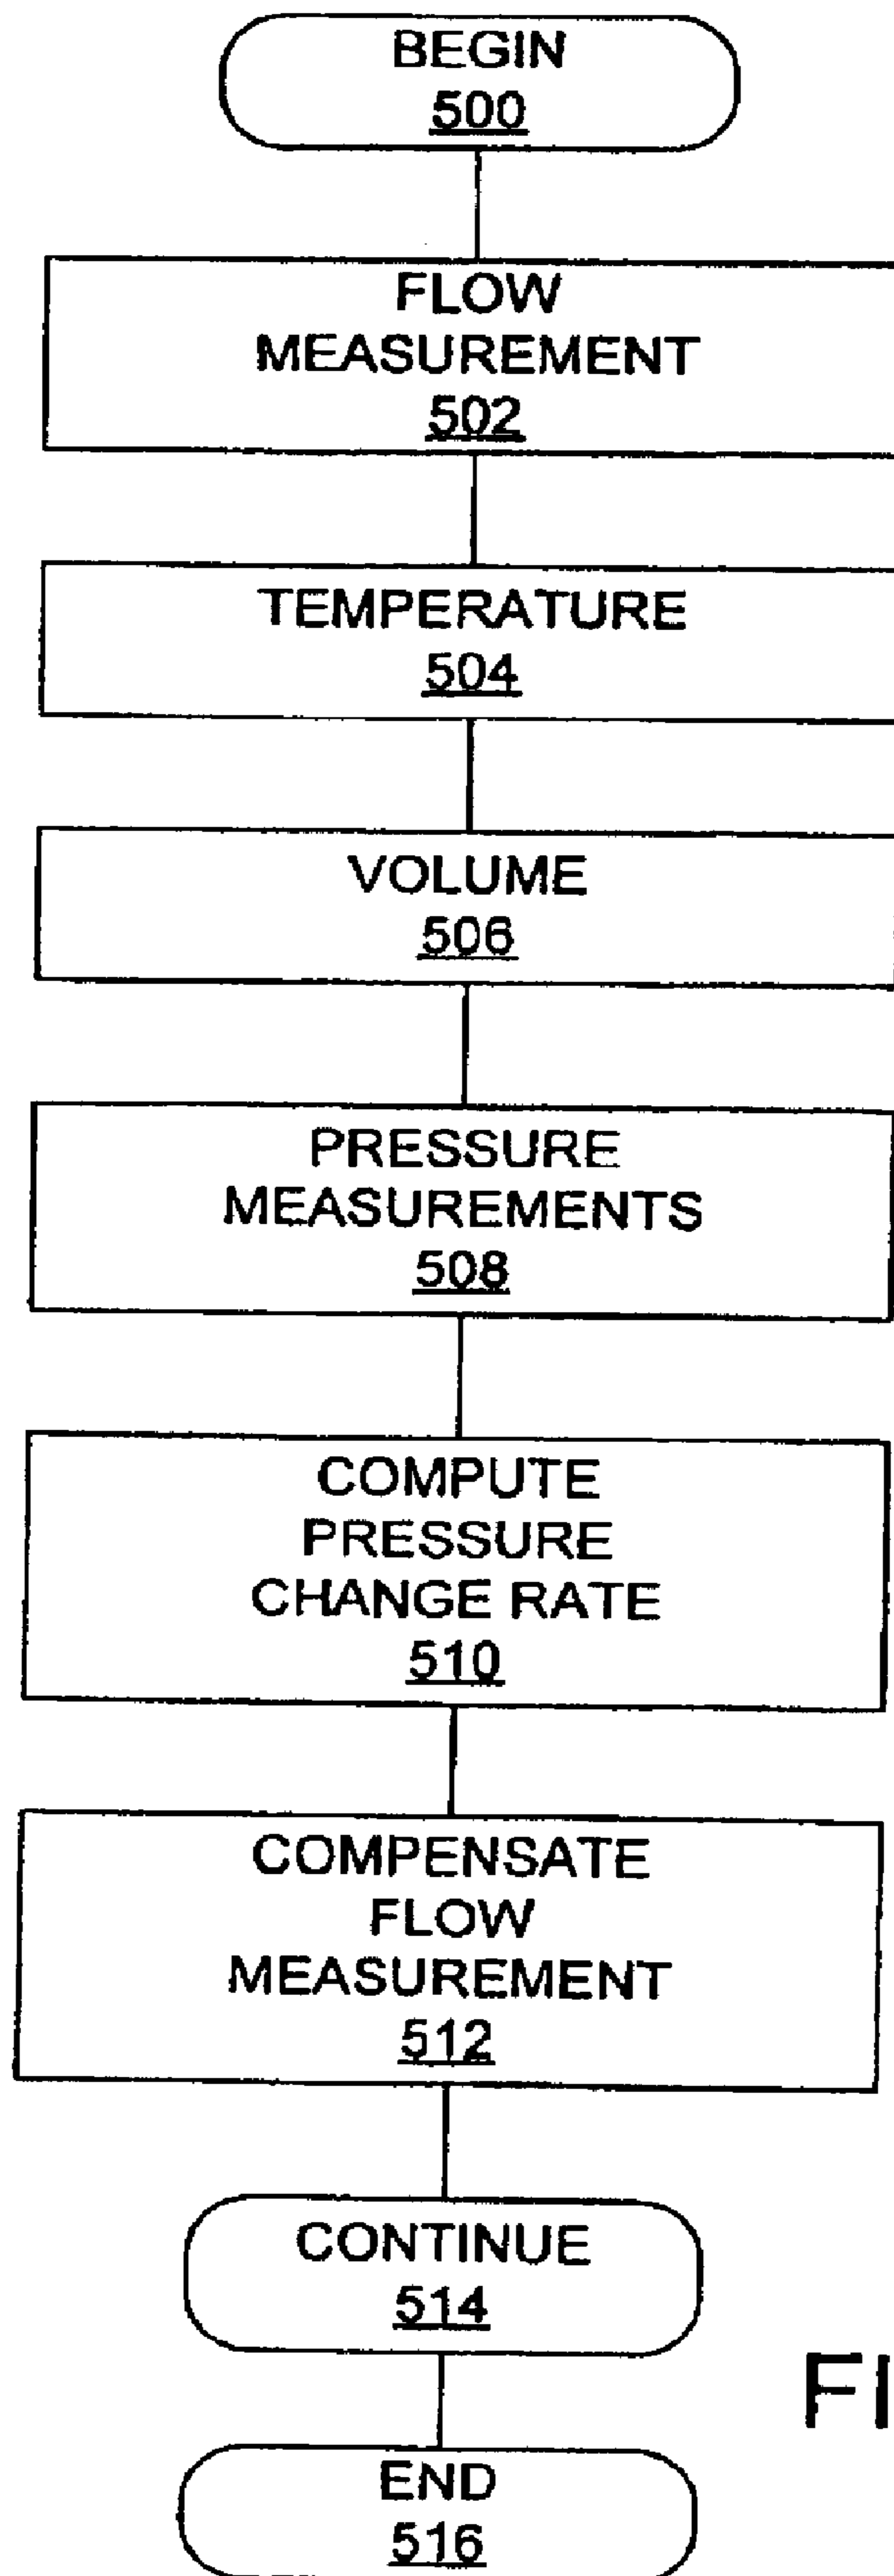 BEGIN
500
FLOW
MEASUREMENT
502
TEMPERATURE
504
VOLUME
506
PRESSURE
MEASUREMENTS
508
COMPUTE
PRESSURE
CHANGE RATE
510
COMPENSATE
FLOW
MEASUREMENT
512
CONTINUE
514
FI
END
516